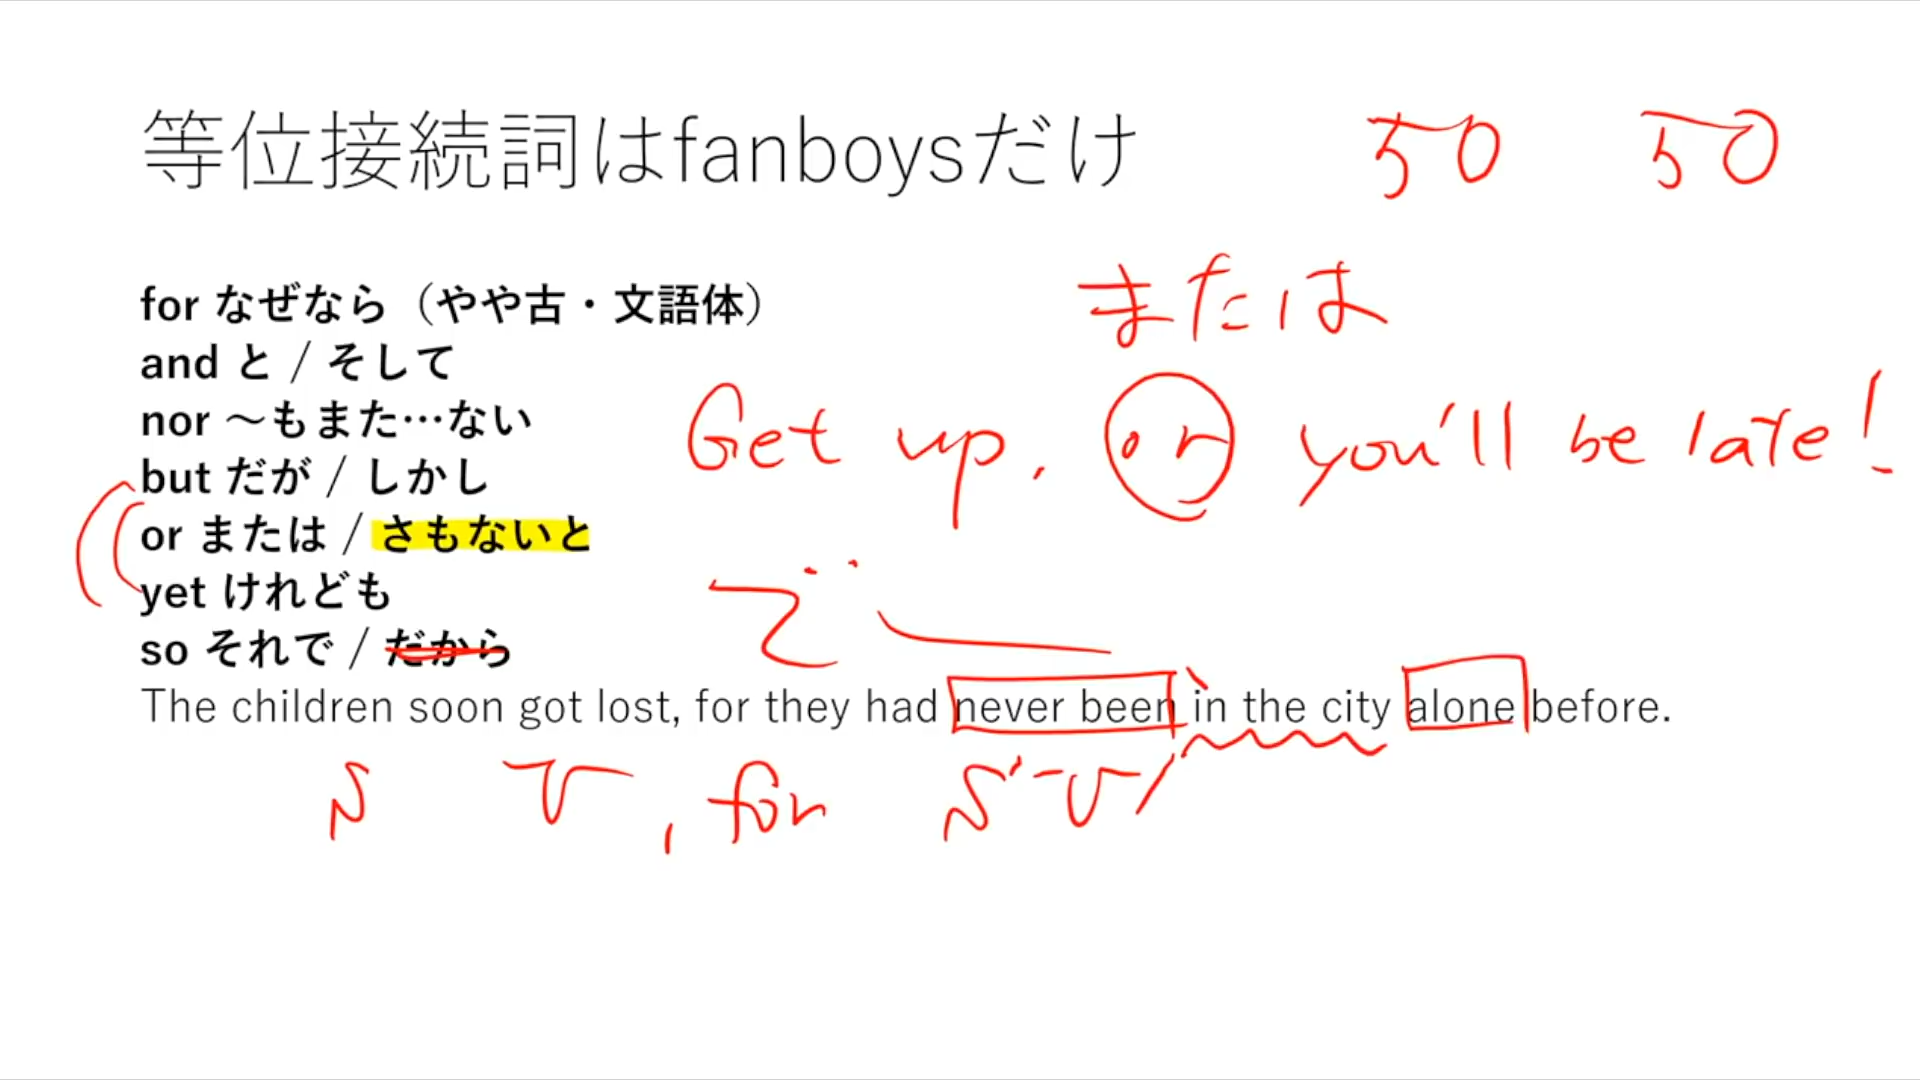 等位接続詞はfanboysだけ
50 50
for なぜなら（やや古・文語体）
または
and と / そして
nor ～もまた…ない
Get up, or you'll be late!
but だが / しかし
or または / さもないと
yet けれども
so それで / だから
The children soon got lost, for they had never been in the city alone before.
S V , for S' V'